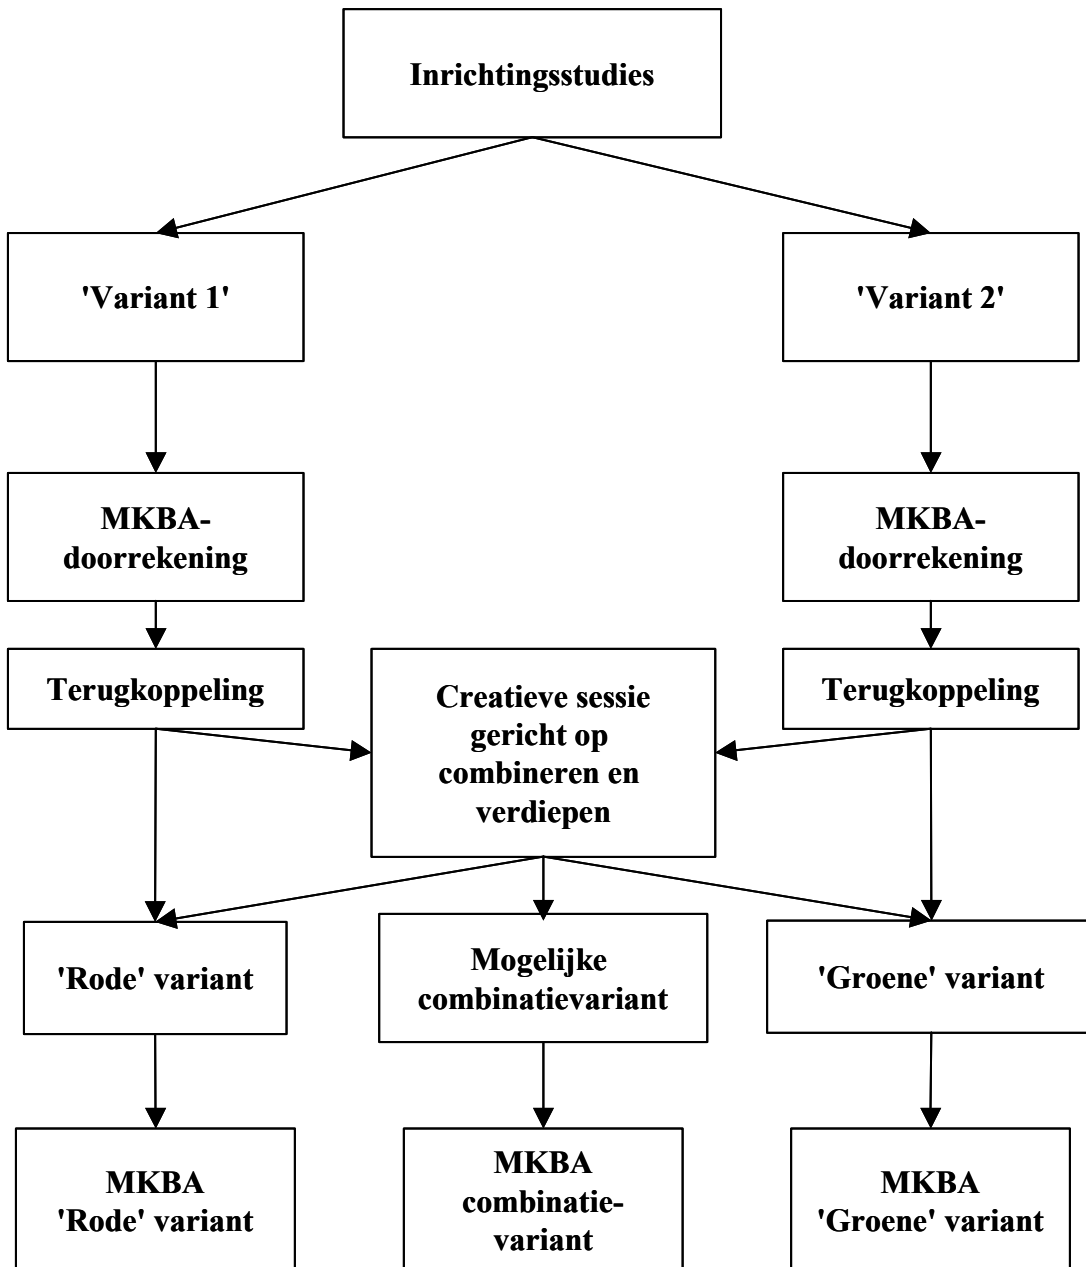 Inrichtingsstudies
'Variant 1'
'Variant 2'
MKBA-
doorrekening
MKBA-
doorrekening
Terugkoppeling
Creatieve sessie
gericht op
combineren en
verdiepen
Terugkoppeling
'Rode' variant
Mogelijke
combinatievariant
'Groene' variant
MKBA
'Rode' variant
MKBA
combinatie-
variant
MKBA
'Groene' variant